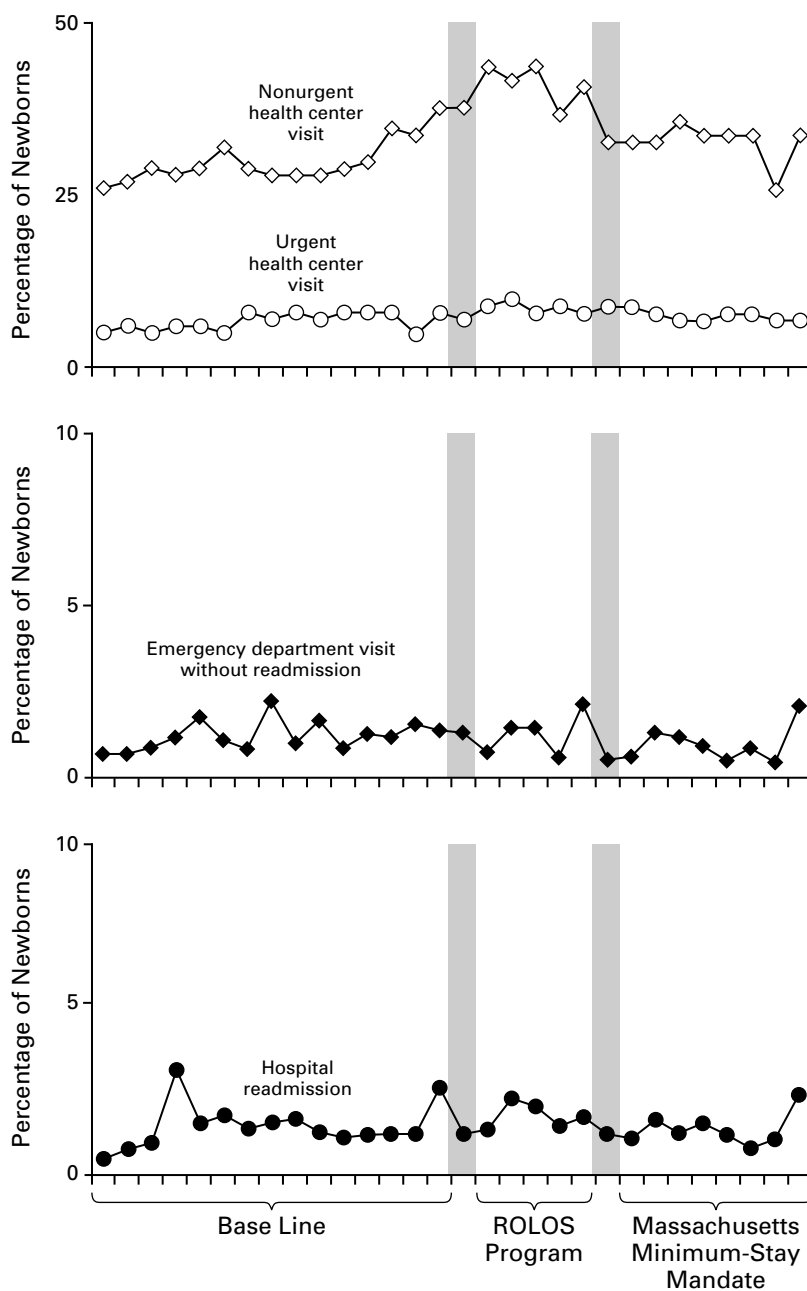 Percentage of Newborns
50
25
0
Nonurgent
health center
visit
Urgent
health center
visit
Percentage of Newborns
10
5
0
Emergency department visit
without readmission
Percentage of Newborns
10
5
0
Hospital
readmission
Base Line
ROLOS
Program
Massachusetts
Minimum-Stay
Mandate